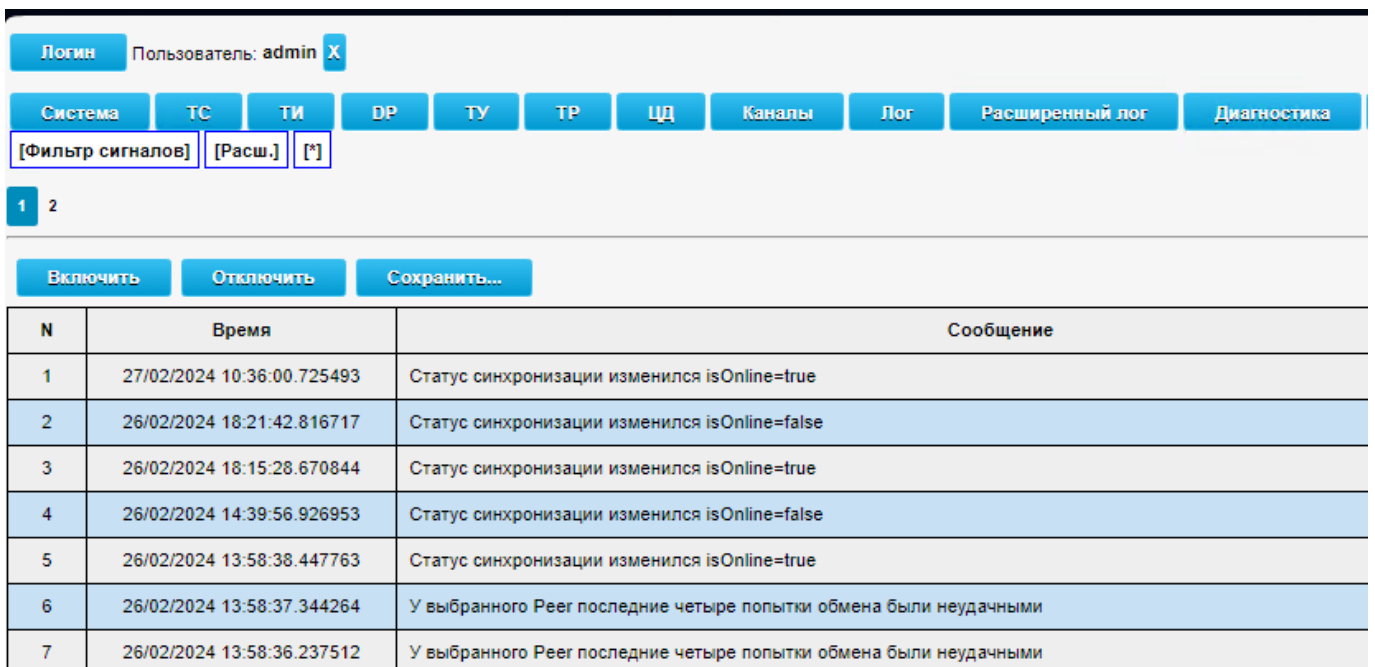 Логин Пользователь: admin X
Система ТС ТИ DP ТУ ТР ЦД Каналы Лог Расширенный лог Диагностика
[Фильтр сигналов] [Расш.] [*]
1 2
Включить Отключить Сохранить...
N Время Сообщение
1 27/02/2024 10:36:00.725493 Статус синхронизации изменился isOnline=true
2 26/02/2024 18:21:42.816717 Статус синхронизации изменился isOnline=false
3 26/02/2024 18:15:28.670844 Статус синхронизации изменился isOnline=true
4 26/02/2024 14:39:56.926953 Статус синхронизации изменился isOnline=false
5 26/02/2024 13:58:38.447763 Статус синхронизации изменился isOnline=true
6 26/02/2024 13:58:37.344264 У выбранного Peer последние четыре попытки обмена были неудачными
7 26/02/2024 13:58:36.237512 У выбранного Peer последние четыре попытки обмена были неудачными